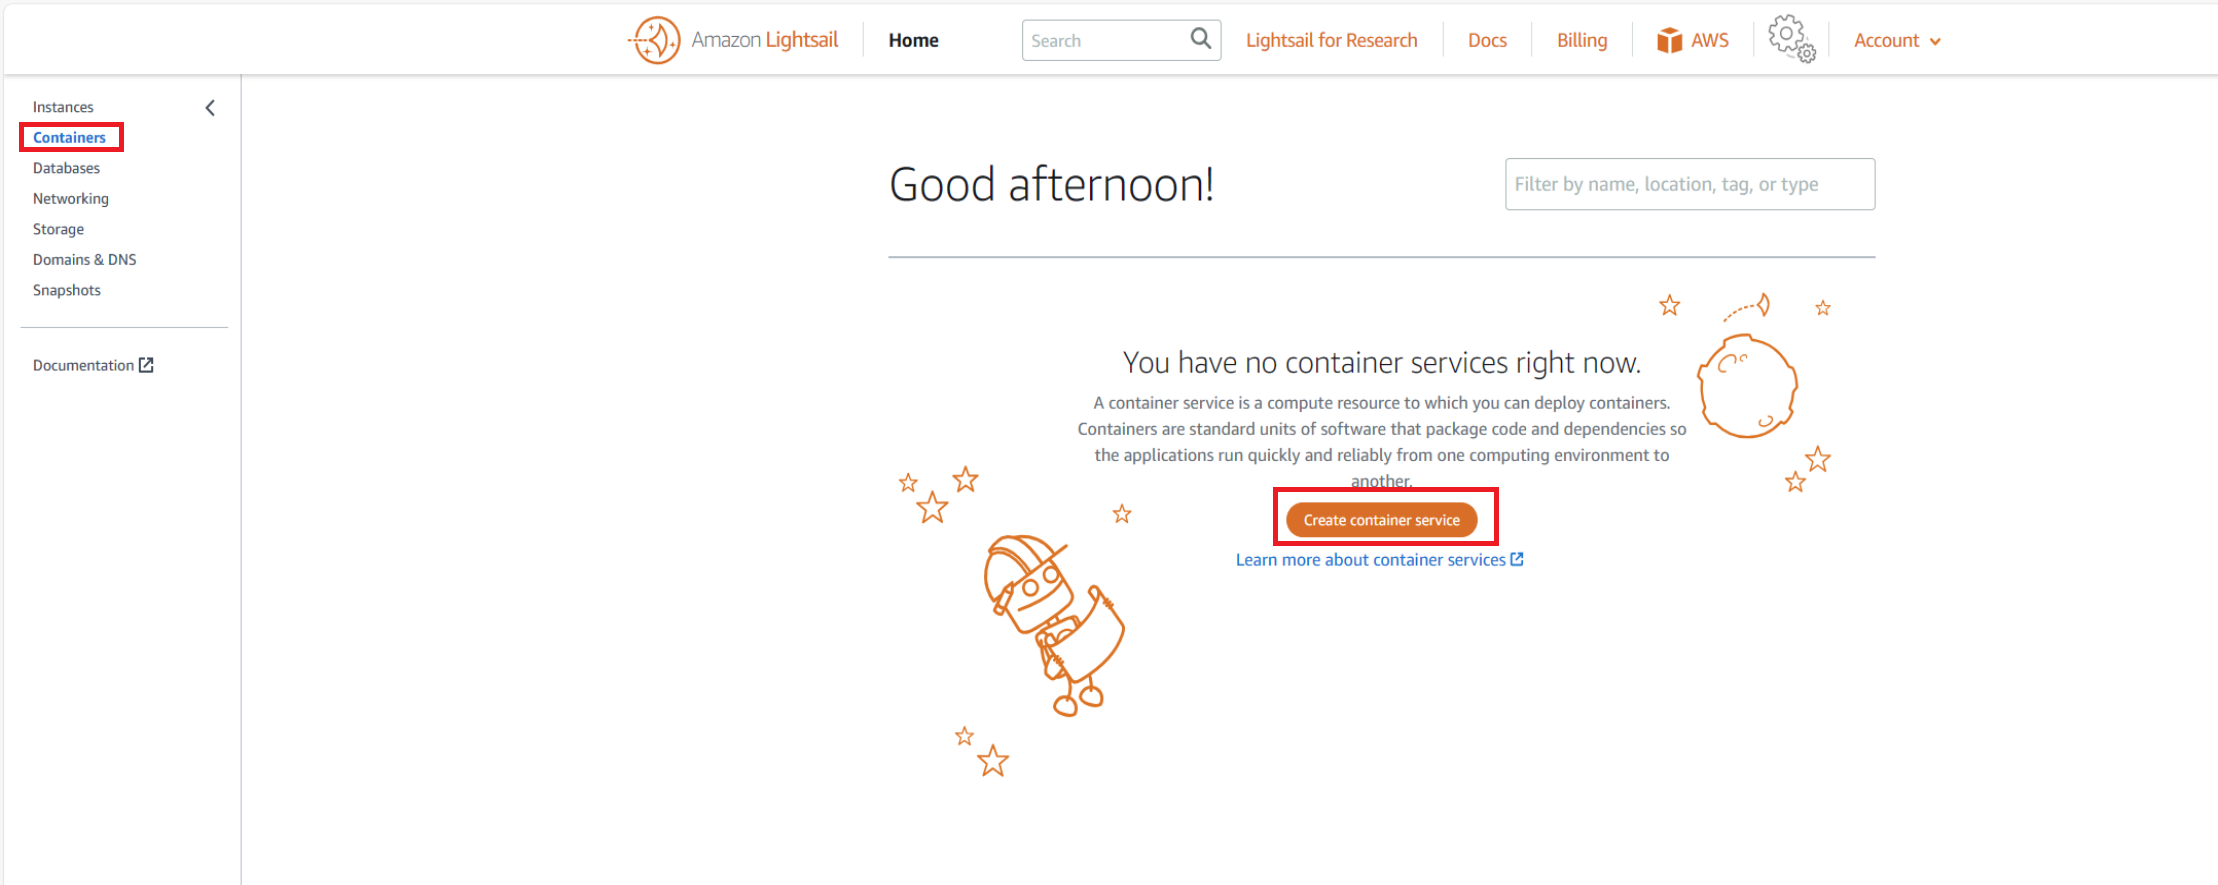 Amazon Lightsail
Home
Search
Lightsail for Research
Docs
Billing
AWS
Account
Instances
Containers
Databases
Networking
Storage
Domains & DNS
Snapshots
Documentation
Good afternoon!
Filter by name, location, tag, or type
You have no container services right now.
A container service is a compute resource to which you can deploy containers.
Containers are standard units of software that package code and dependencies so
the applications run quickly and reliably from one computing environment to
another.
Create container service
Learn more about container services